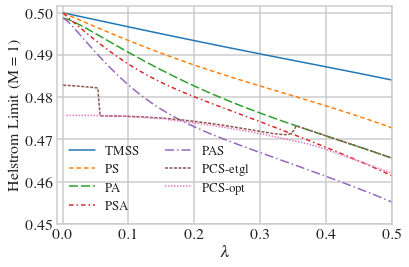 0.50
0.49
0.48
0.47
0.46
0.45
Helstrom Limit (M = 1)
TMSS
PS
PA
PSA
PAS
PCS-etgl
PCS-opt
0.0 0.1 0.2 0.3 0.4 0.5
λ